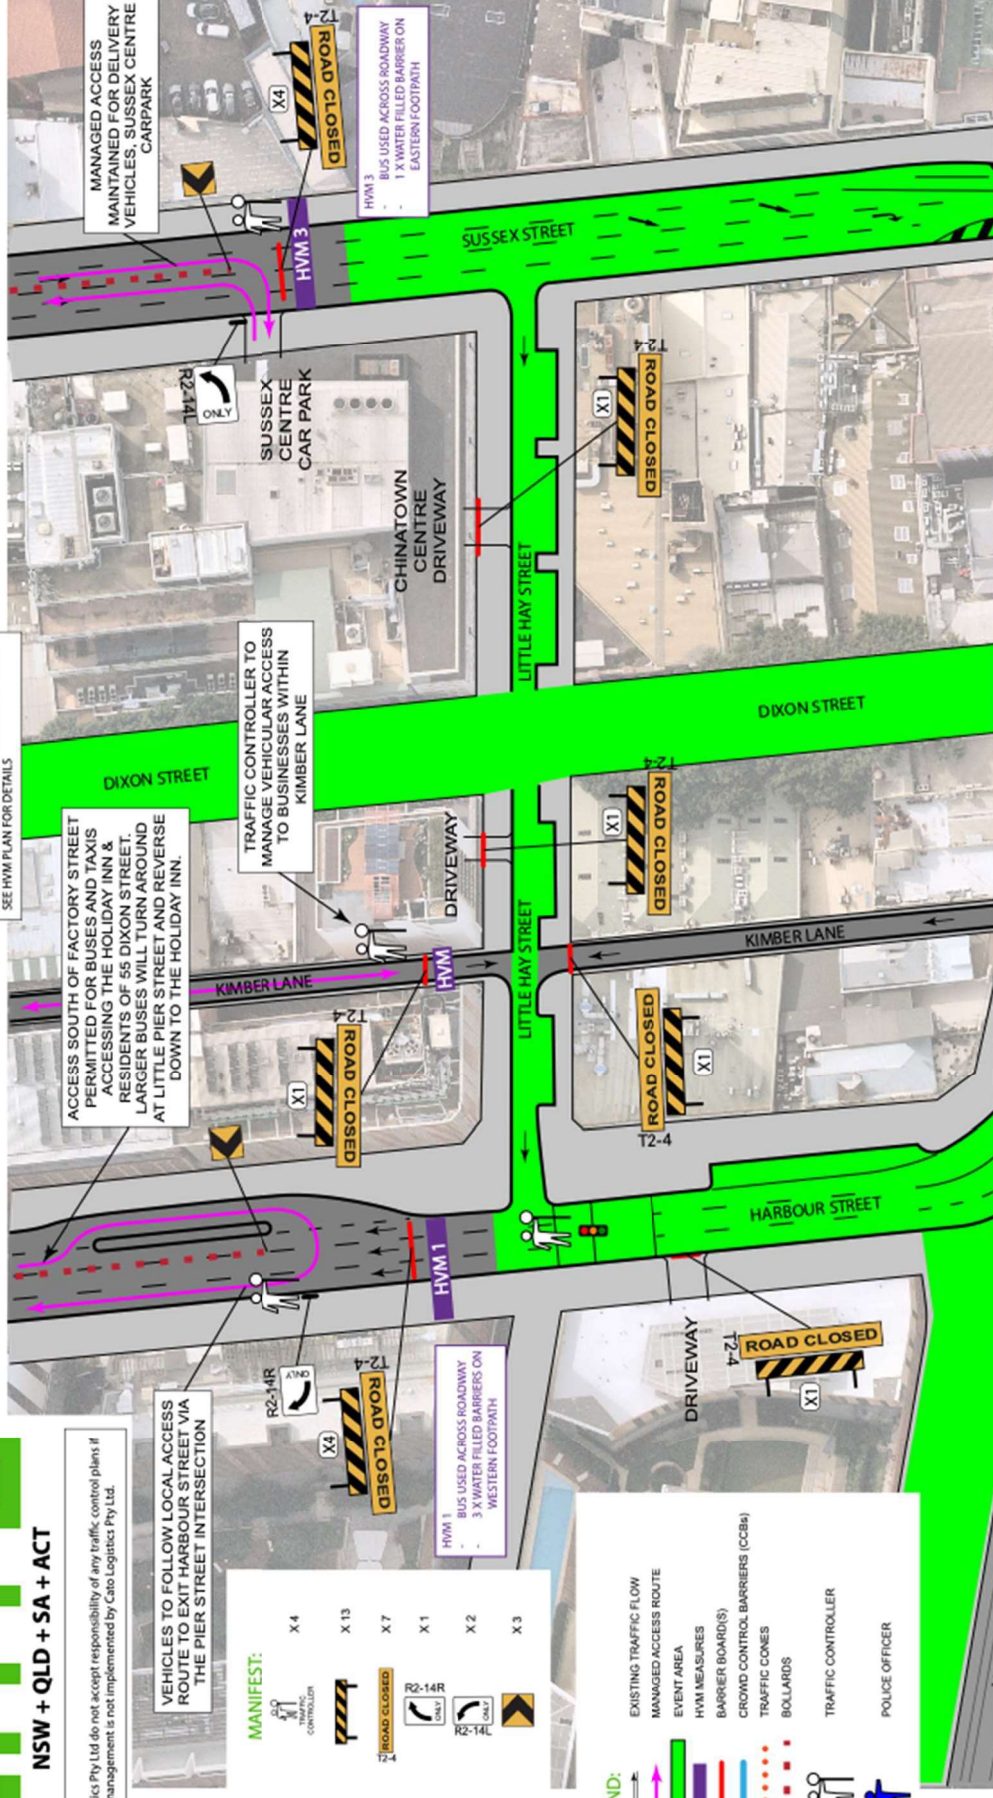 SEE HVM PLAN FOR DETAILS
NSW + QLD + SA + ACT
ics Pty Ltd do not accept responsibility of any traffic control plans if
nanagement is not implemented by Cato Logistics Pty Ltd.
MANAGED ACCESS
MAINTAINED FOR DELIVERY
VEHICLES, SUSSEX CENTRE
CARPARK
X4
ROAD CLOSED
T2-4
HVM 3
- BUS USED ACROSS ROADWAY
- 1 X WATER FILLED BARRIER ON
EASTERN FOOTPATH
HVM 3
SUSSEX STREET
R2-14L
ONLY
SUSSEX
CENTRE
CAR PARK
CHINATOWN
CENTRE
DRIVEWAY
X1
ROAD CLOSED
T2-4
LITTLE HAY STREET
DIXON STREET
DIXON STREET
TRAFFIC CONTROLLER TO
MANAGE VEHICULAR ACCESS
TO BUSINESSES WITHIN
KIMBER LANE
DRIVEWAY
X1
ROAD CLOSED
T2-4
ACCESS SOUTH OF FACTORY STREET
PERMITTED FOR BUSES AND TAXIS
ACCESSING THE HOLIDAY INN &
RESIDENTS OF 55 DIXON STREET.
LARGER BUSES WILL TURN AROUND
AT LITTLE PIER STREET AND REVERSE
DOWN TO THE HOLIDAY INN.
KIMBER LANE
HVM
LITTLE HAY STREET
KIMBER LANE
X1
ROAD CLOSED
T2-4
ROAD CLOSED
X1
T2-4
HVM 1
HARBOUR STREET
VEHICLES TO FOLLOW LOCAL ACCESS
ROUTE TO EXIT HARBOUR STREET VIA
THE PIER STREET INTERSECTION
R2-14R
ONLY
X4
ROAD CLOSED
T2-4
HVM 1
- BUS USED ACROSS ROADWAY
- 3 X WATER FILLED BARRIERS ON
WESTERN FOOTPATH
DRIVEWAY
ROAD CLOSED
T2-4
X1
MANIFEST:
TRAFFIC
CONTROLLER
X 4
X 13
ROAD CLOSED
T2-4
X 7
R2-14R
ONLY
X 1
ONLY
R2-14L
X 2
X 3
ND:
EXISTING TRAFFIC FLOW
MANAGED ACCESS ROUTE
EVENT AREA
HVM MEASURES
BARRIER BOARD(S)
CROWD CONTROL BARRIERS (CCBs)
TRAFFIC CONES
BOLLARDS
TRAFFIC CONTROLLER
POLICE OFFICER